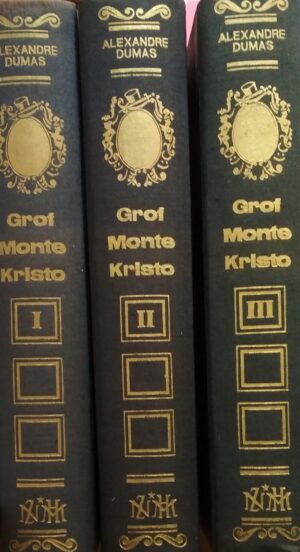 ALEXANDRE
DUMAS
Grof
Monte
Kristo
I
ALEXANDRE
DUMAS
Grof
Monte
Kristo
II
ALEXANDRE
DUMAS
Grof
Monte
Kristo
III